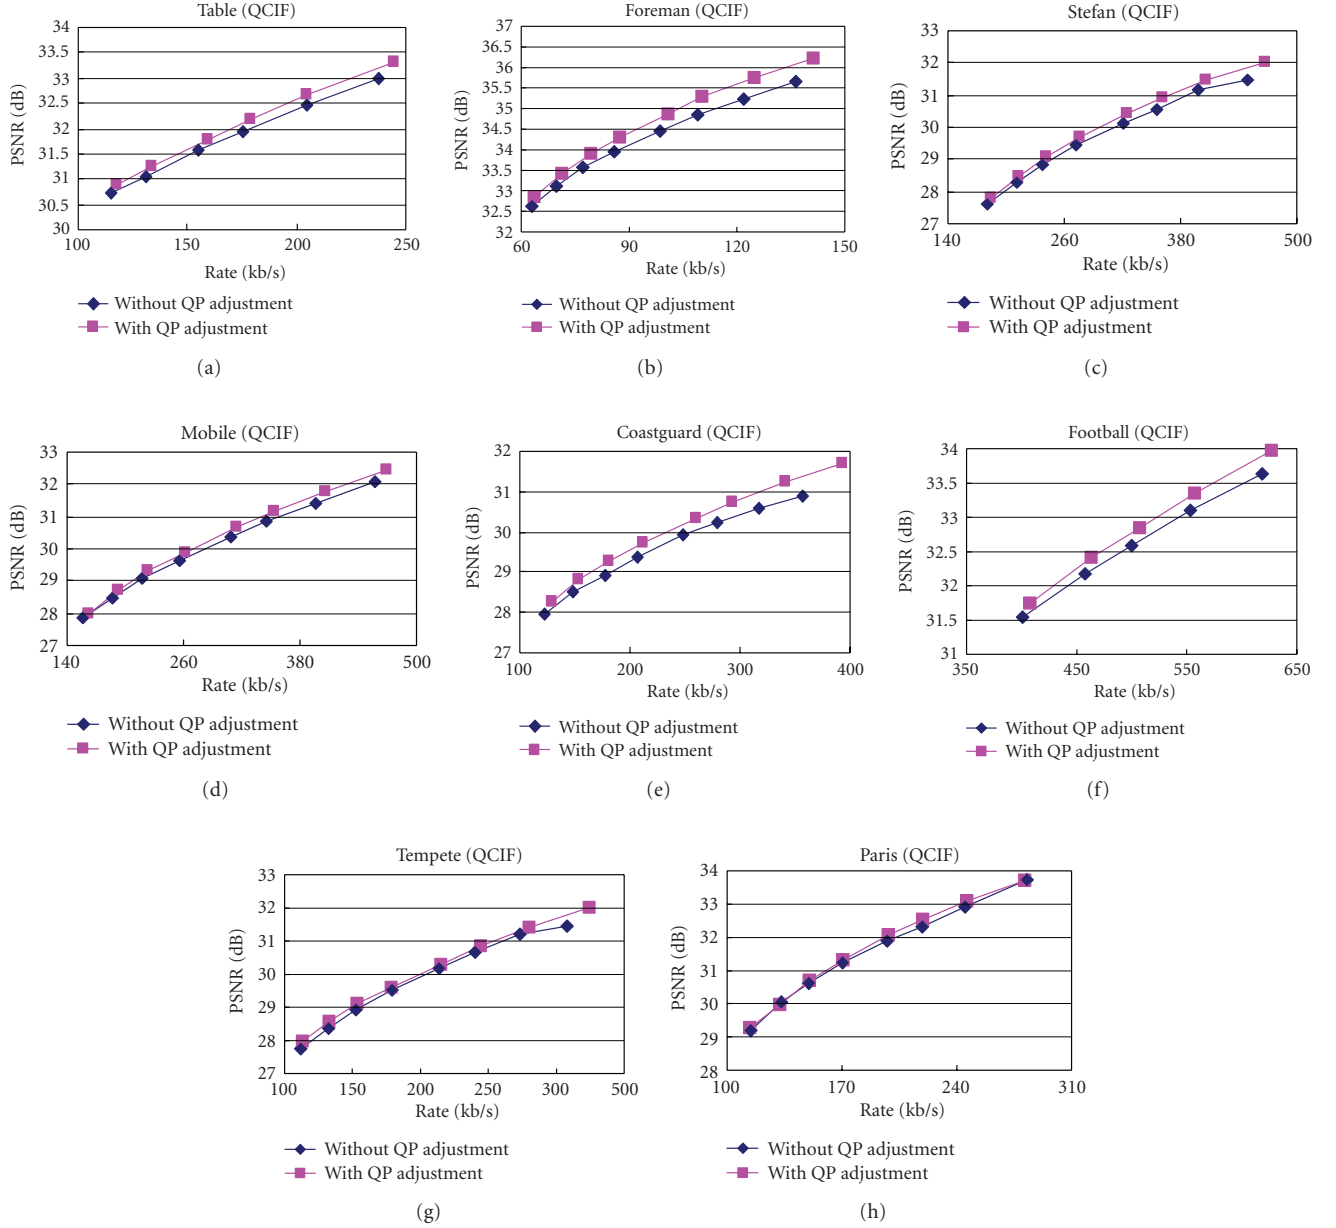 Table (QCIF)
PSNR (dB)
34
33.5
33
32.5
32
31.5
31
30.5
30
100 150 200 250
Rate (kb/s)
Without QP adjustment
With QP adjustment
(a)
Foreman (QCIF)
PSNR (dB)
37
36.5
36
35.5
35
34.5
34
33.5
33
32.5
32
60 90 120 150
Rate (kb/s)
Without QP adjustment
With QP adjustment
(b)
Stefan (QCIF)
PSNR (dB)
33
32
31
30
29
28
27
140 260 380 500
Rate (kb/s)
Without QP adjustment
With QP adjustment
(c)
Mobile (QCIF)
PSNR (dB)
33
32
31
30
29
28
27
140 260 380 500
Rate (kb/s)
Without QP adjustment
With QP adjustment
(d)
Coastguard (QCIF)
PSNR (dB)
32
31
30
29
28
27
100 200 300 400
Rate (kb/s)
Without QP adjustment
With QP adjustment
(e)
Football (QCIF)
PSNR (dB)
34
33.5
33
32.5
32
31.5
31
350 450 550 650
Rate (kb/s)
Without QP adjustment
With QP adjustment
(f)
Tempete (QCIF)
PSNR (dB)
33
32
31
30
29
28
27
100 150 200 250 300 500
Rate (kb/s)
Without QP adjustment
With QP adjustment
(g)
Paris (QCIF)
PSNR (dB)
34
33
32
31
30
29
28
100 170 240 310
Rate (kb/s)
Without QP adjustment
With QP adjustment
(h)